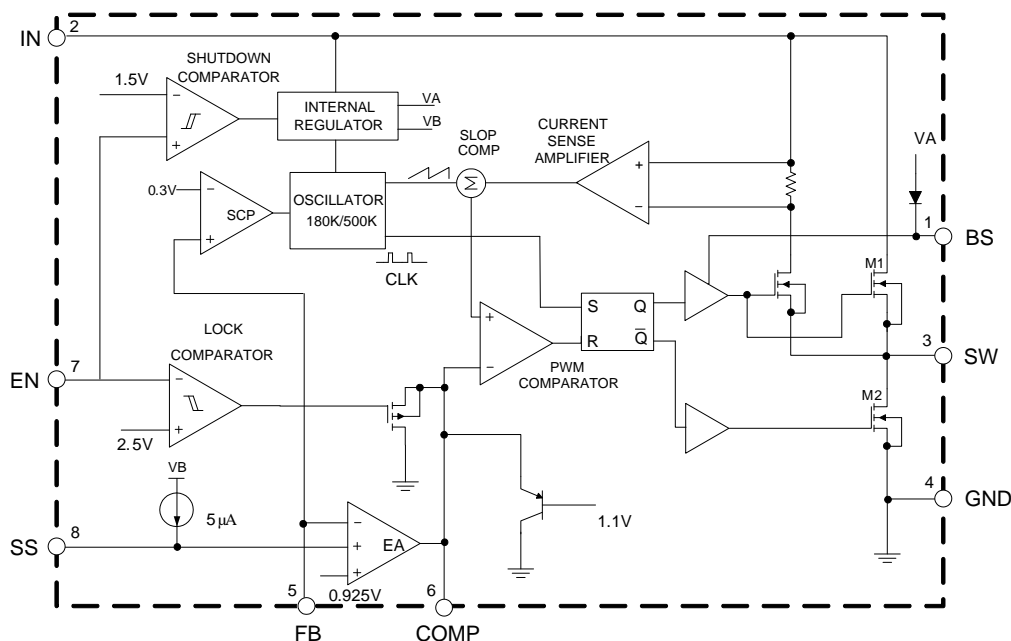 IN
2
SHUTDOWN
COMPARATOR
1.5V
−
+
INTERNAL
REGULATOR
VA
VB
SLOP
COMP
Σ
CURRENT
SENSE
AMPLIFIER
+
−
VA
1
BS
0.3V
−
+
SCP
OSCILLATOR
180K/500K
CLK
M1
S
Q
R
Q̅
+
−
PWM
COMPARATOR
3
SW
LOCK
COMPARATOR
7
EN
−
+
2.5V
M2
VB
5 μA
4
GND
1.1V
8
SS
−
+
+
EA
0.925V
5
FB
6
COMP